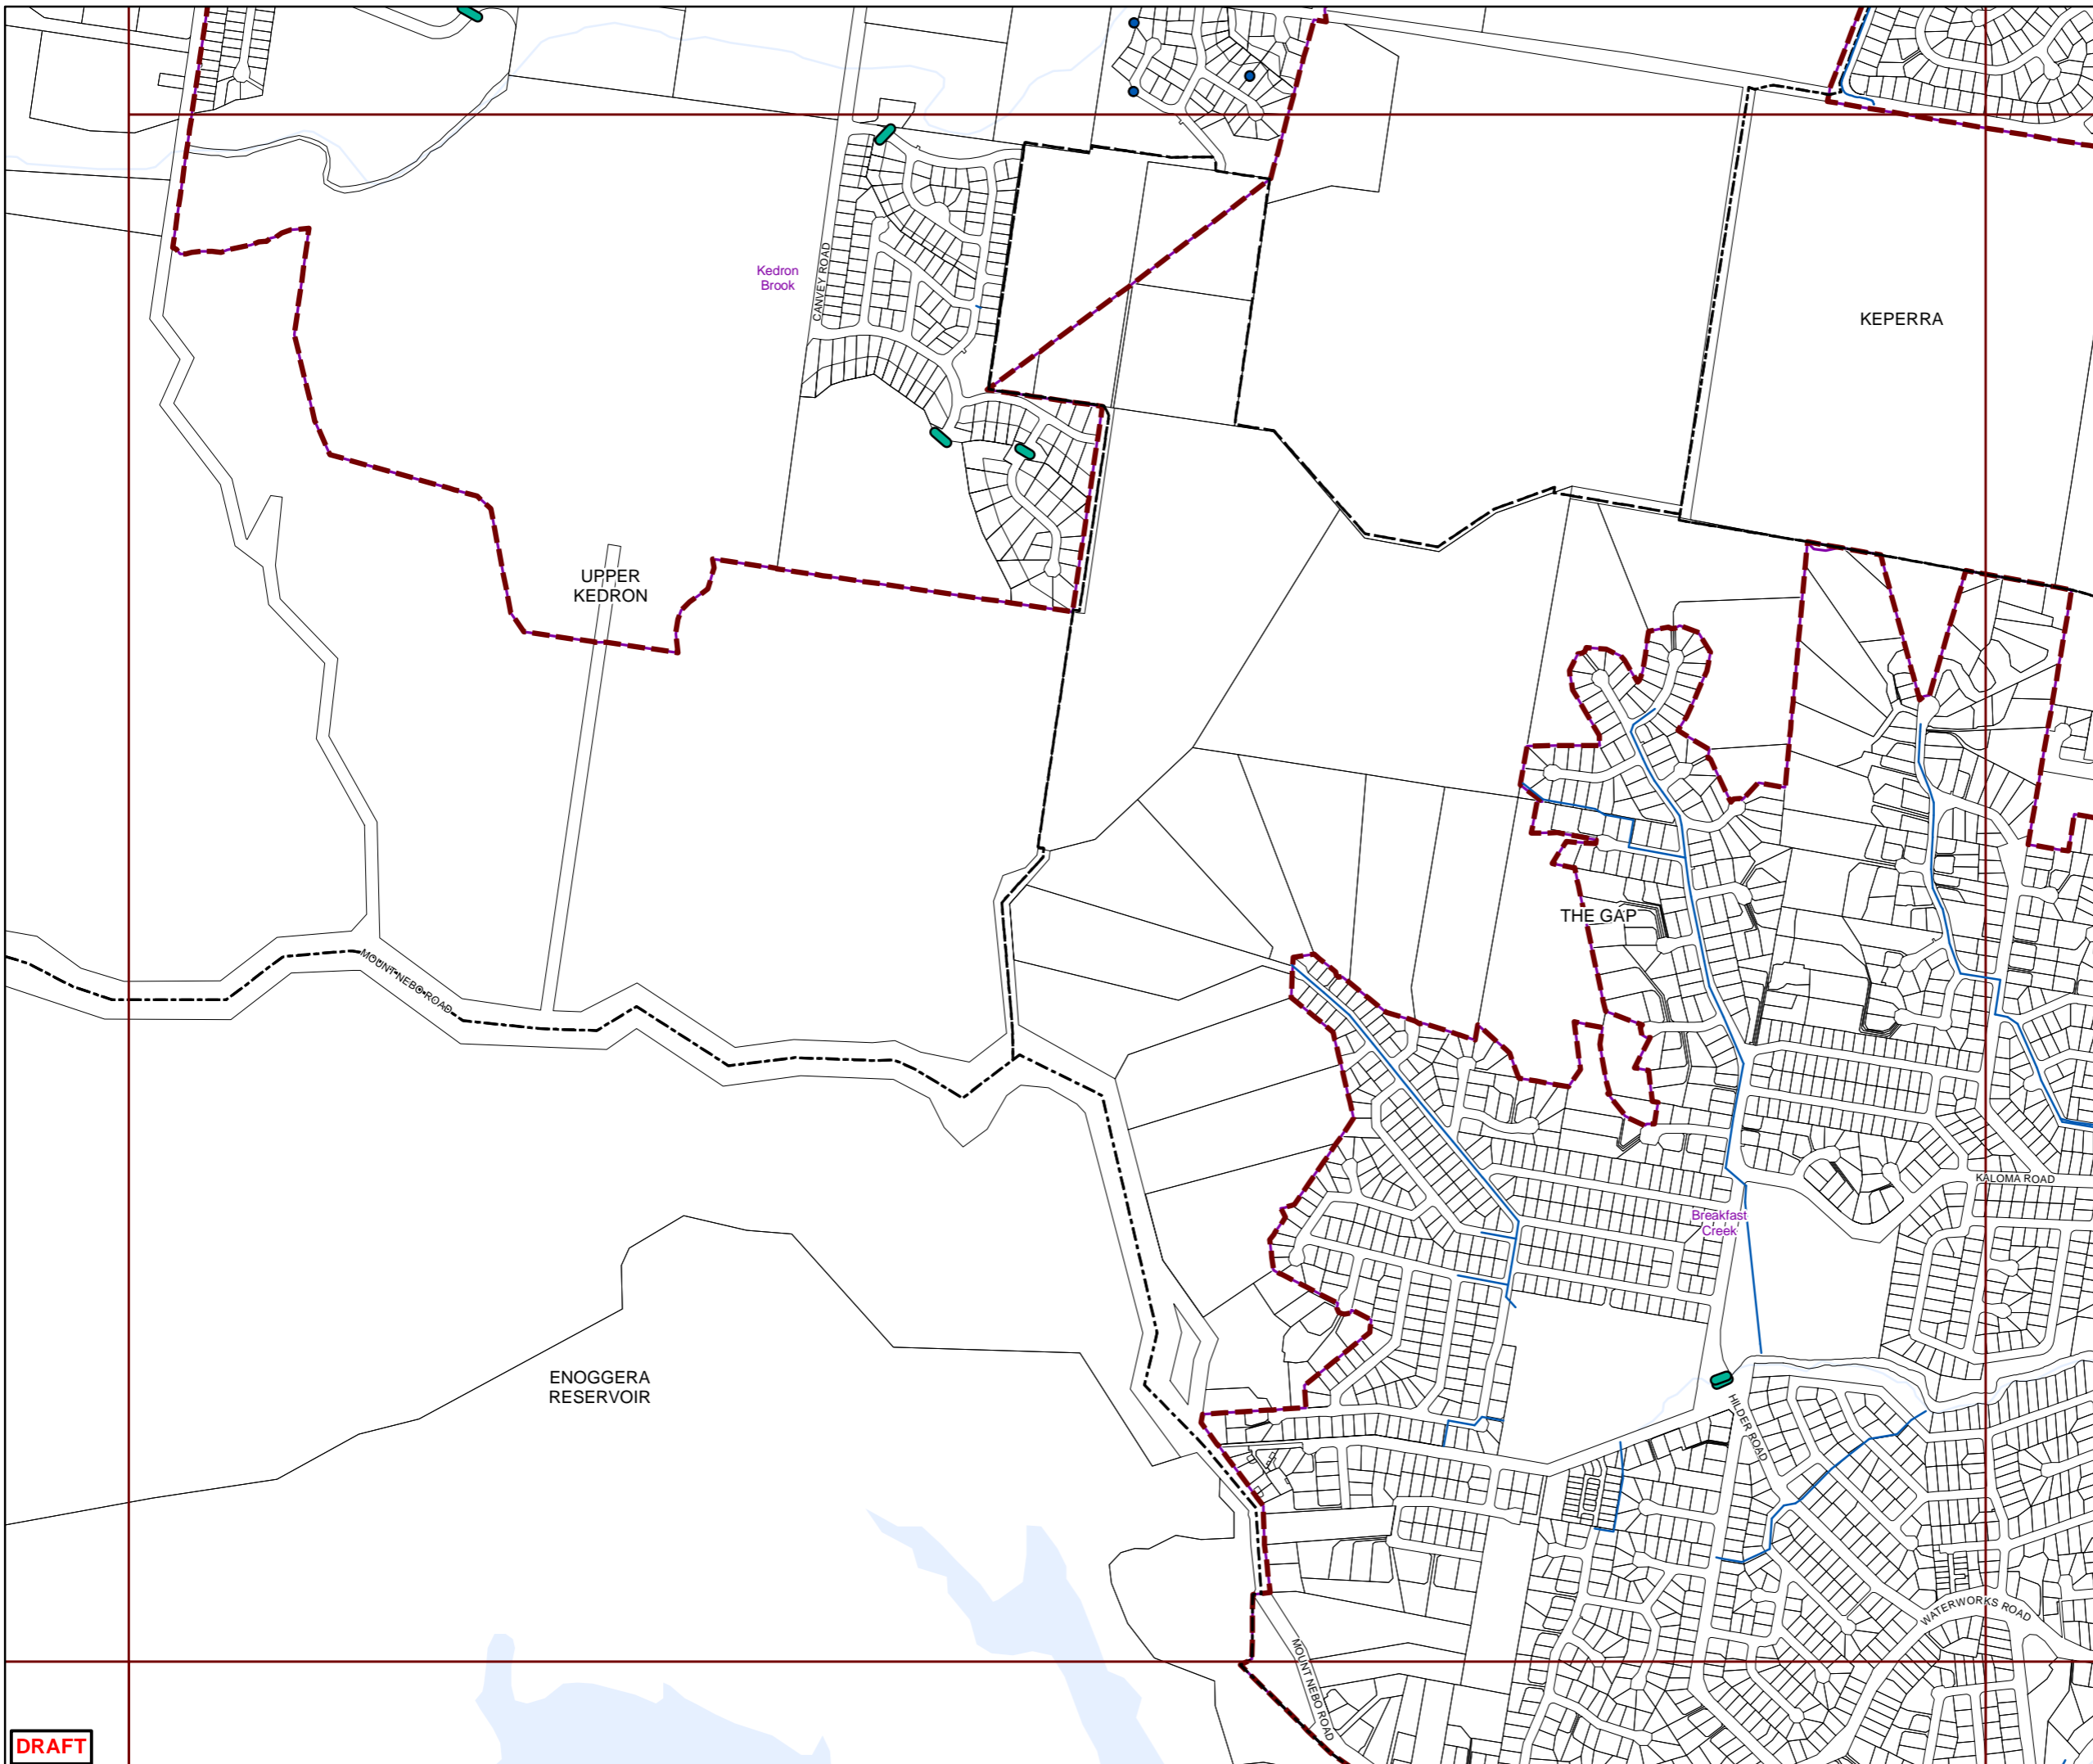 Kedron
Brook
CANVEY ROAD
KEPERRA
UPPER
KEDRON
THE GAP
MOUNT NEBO ROAD
KALOMA ROAD
Breakfast
Creek
ENOGGERA
RESERVOIR
HILDER ROAD
WATERWORKS ROAD
MOUNT NEBO ROAD
DRAFT